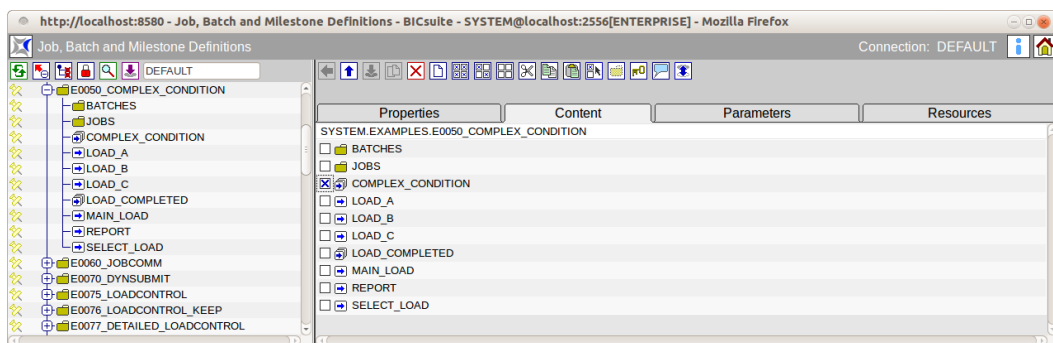 http://localhost:8580 - Job, Batch and Milestone Definitions - BICsuite - SYSTEM@localhost:2556[ENTERPRISE] - Mozilla Firefox
Job, Batch and Milestone Definitions
Connection: DEFAULT
DEFAULT
E0050_COMPLEX_CONDITION
BATCHES
JOBS
COMPLEX_CONDITION
LOAD_A
LOAD_B
LOAD_C
LOAD_COMPLETED
MAIN_LOAD
REPORT
SELECT_LOAD
E0060_JOBCOMM
E0070_DYNSUBMIT
E0075_LOADCONTROL
E0076_LOADCONTROL_KEEP
E0077_DETAILED_LOADCONTROL
Properties
Content
Parameters
Resources
SYSTEM.EXAMPLES.E0050_COMPLEX_CONDITION
BATCHES
JOBS
COMPLEX_CONDITION
LOAD_A
LOAD_B
LOAD_C
LOAD_COMPLETED
MAIN_LOAD
REPORT
SELECT_LOAD